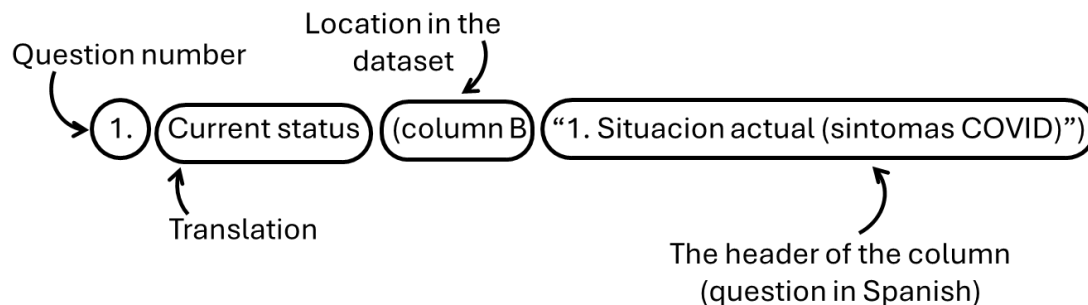 Location in the
dataset
Question number
1. Current status (column B “1. Situacion actual (sintomas COVID)”)
Translation
The header of the column
(question in Spanish)